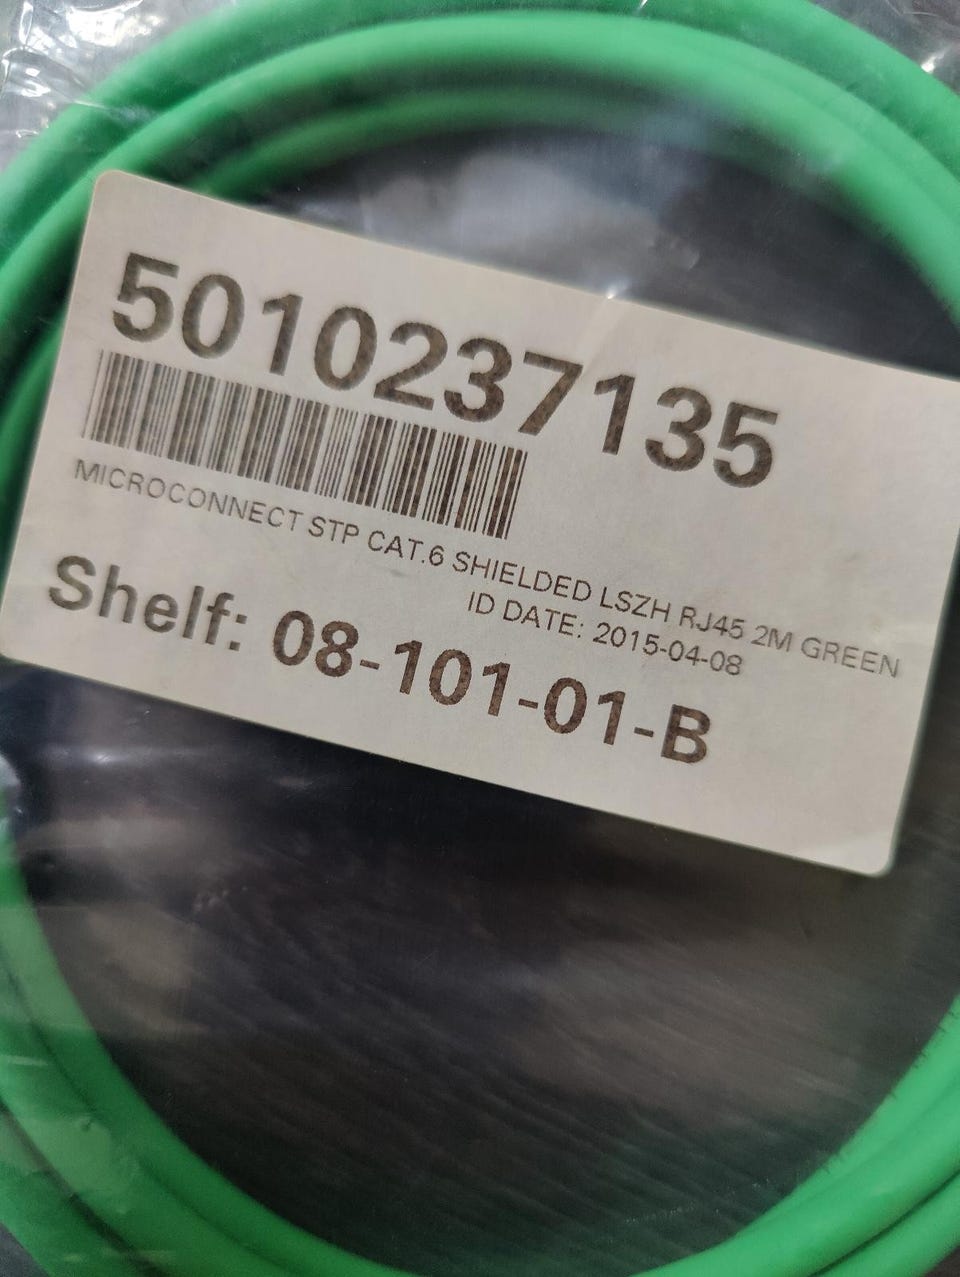 5010237135
MICROCONNECT STP CAT.6 SHIELDED LSZH RJ45 2M GREEN
ID DATE: 2015-04-08
Shelf: 08-101-01-B